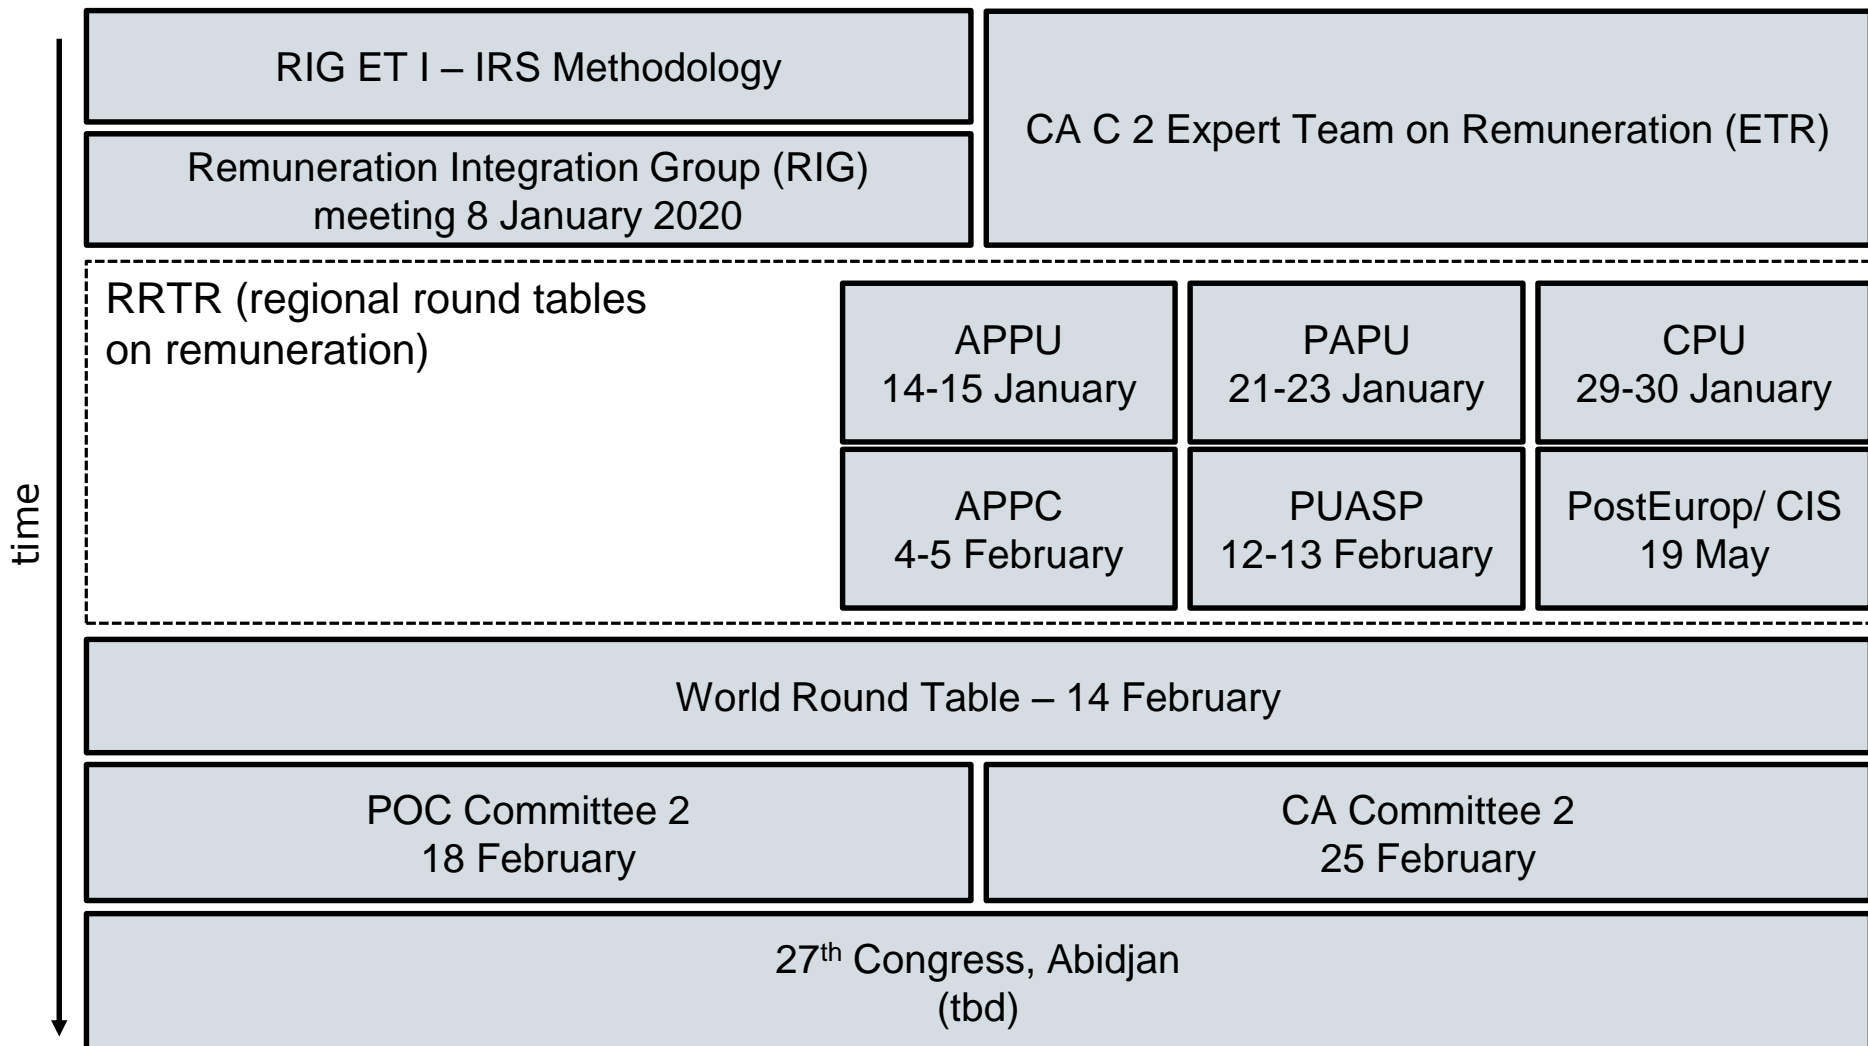 time
RIG ET I – IRS Methodology
Remuneration Integration Group (RIG)
meeting 8 January 2020
CA C 2 Expert Team on Remuneration (ETR)
RRTR (regional round tables
on remuneration)
APPU
14-15 January
PAPU
21-23 January
CPU
29-30 January
APPC
4-5 February
PUASP
12-13 February
PostEurop/ CIS
19 May
World Round Table – 14 February
POC Committee 2
18 February
CA Committee 2
25 February
27th Congress, Abidjan
(tbd)